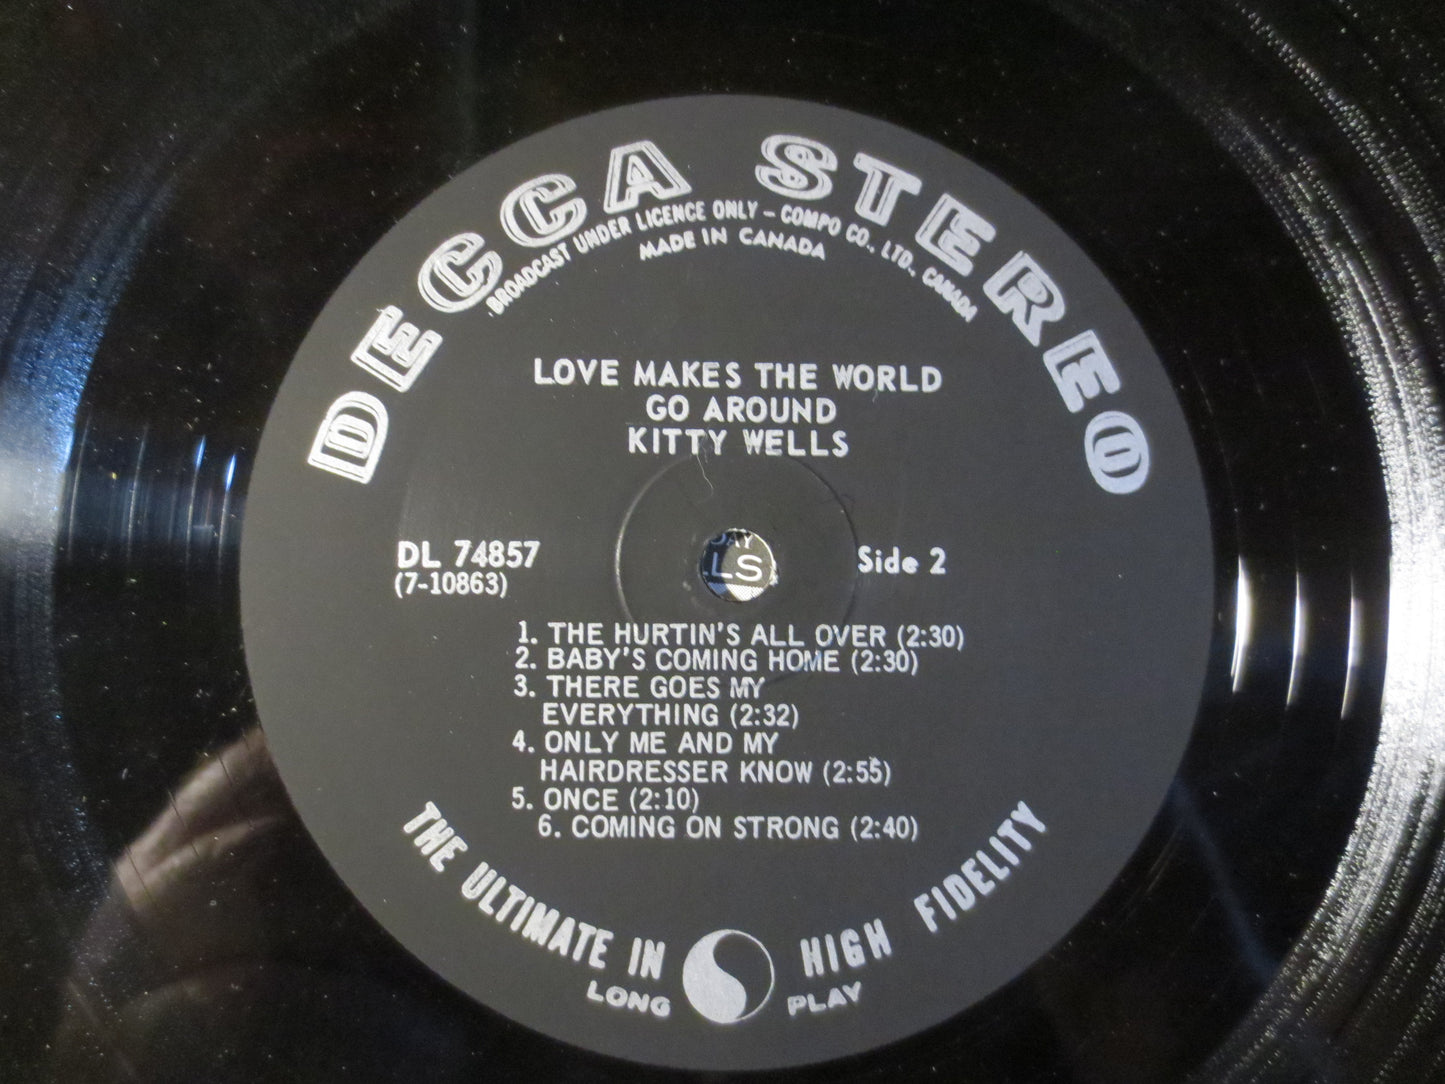 DECCA STEREO
BROADCAST UNDER LICENCE ONLY – COMPO CO., LTD., CANADA
MADE IN CANADA
LOVE MAKES THE WORLD
GO AROUND
KITTY WELLS
DL 74857
(7-10863)
Side 2
AY
LLS
1. THE HURTIN'S ALL OVER (2:30)
2. BABY'S COMING HOME (2:30)
3. THERE GOES MY
EVERYTHING (2:32)
4. ONLY ME AND MY
HAIRDRESSER KNOW (2:55)
5. ONCE (2:10)
6. COMING ON STRONG (2:40)
THE ULTIMATE IN HIGH FIDELITY
LONG PLAY